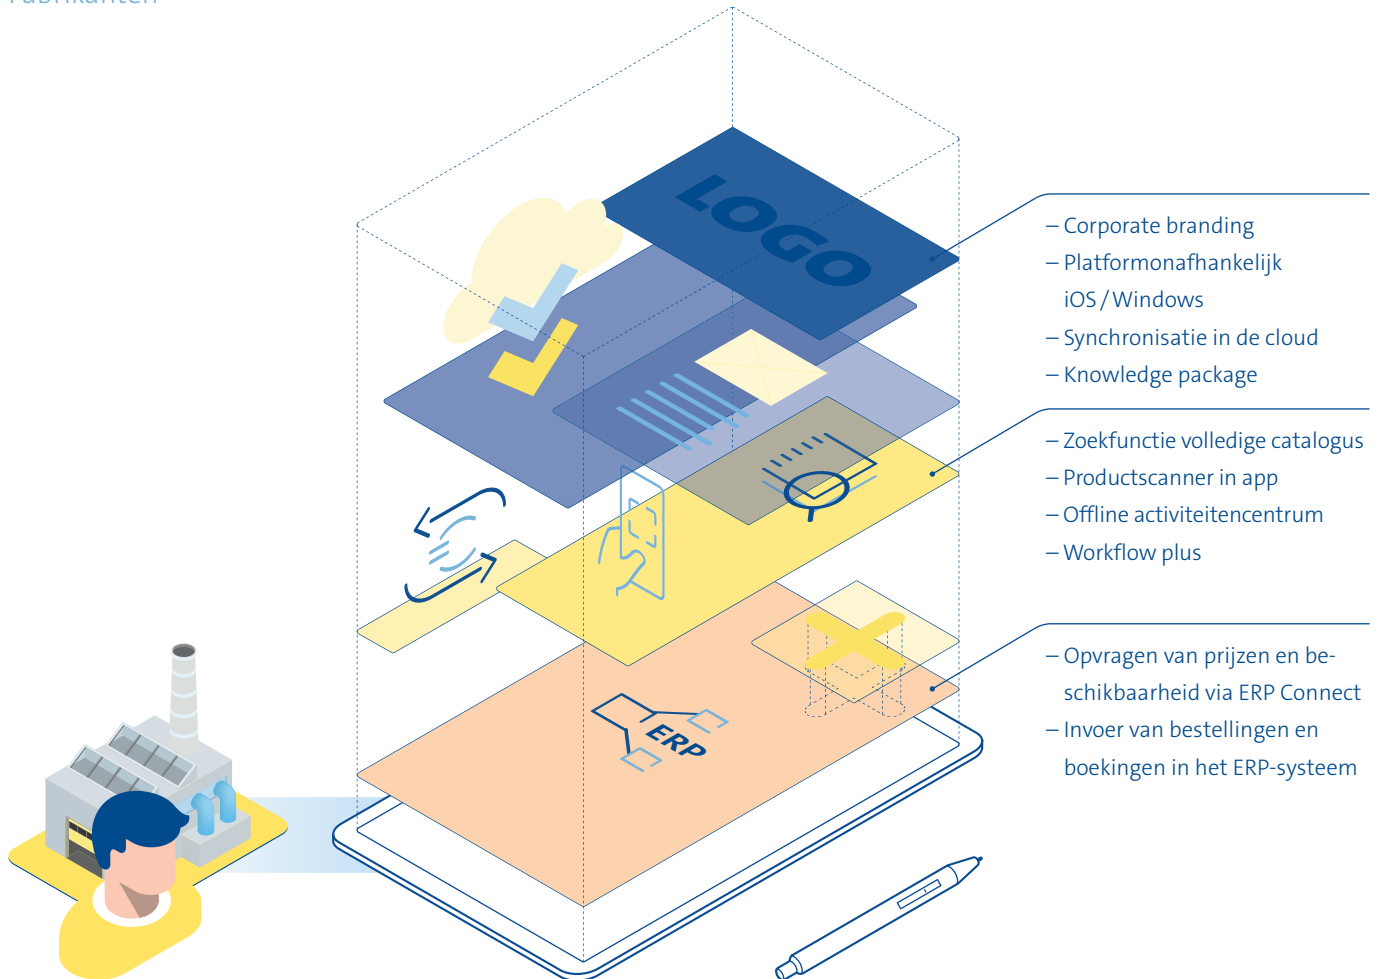 Fabrikanten
LOGO
– Corporate branding
– Platformonafhankelijk
iOS / Windows
– Synchronisatie in de cloud
– Knowledge package
– Zoekfunctie volledige catalogus
– Productscanner in app
– Offline activiteitencentrum
– Workflow plus
– Opvragen van prijzen en be-
schikbaarheid via ERP Connect
– Invoer van bestellingen en
boekingen in het ERP-systeem
ERP